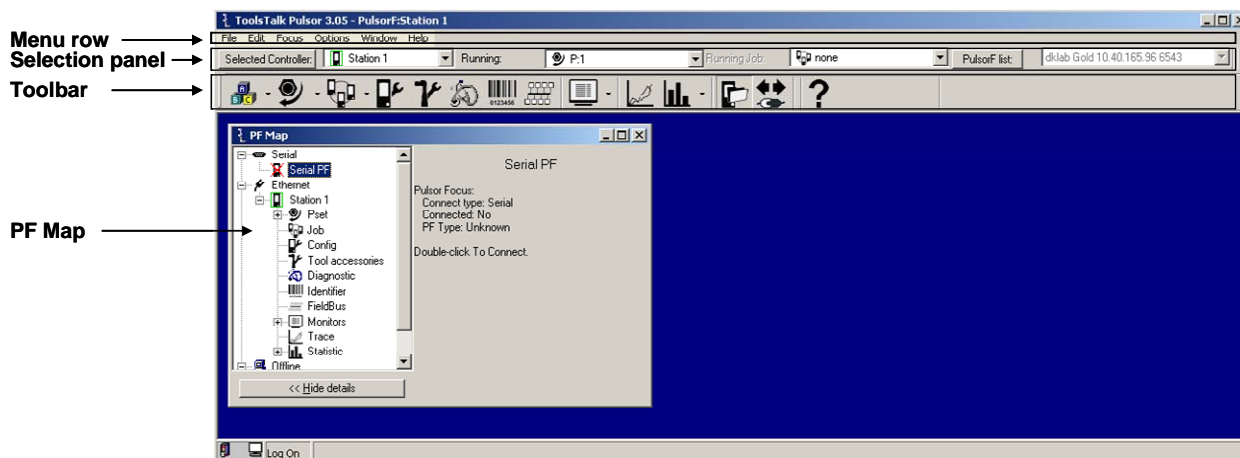 ToolsTalk Pulsor 3.05 - PulsorF:Station 1
Menu row
File Edit Focus Options Window Help
Selection panel
Selected Controller: Station 1 Running: P:1 Running Job: none PulsorF list: dklab Gold 10.40.165.96 6543
Toolbar
A B C 0123456 ?
PF Map
PF Map
Serial
Serial PF
Ethernet
Station 1
Pset
Job
Config
Tool accessories
Diagnostic
Identifier
FieldBus
Monitors
Trace
Statistic
Offline
<< Hide details
Serial PF
Pulsor Focus:
Connect type: Serial
Connected: No
PF Type: Unknown
Double-click To Connect.
Log On